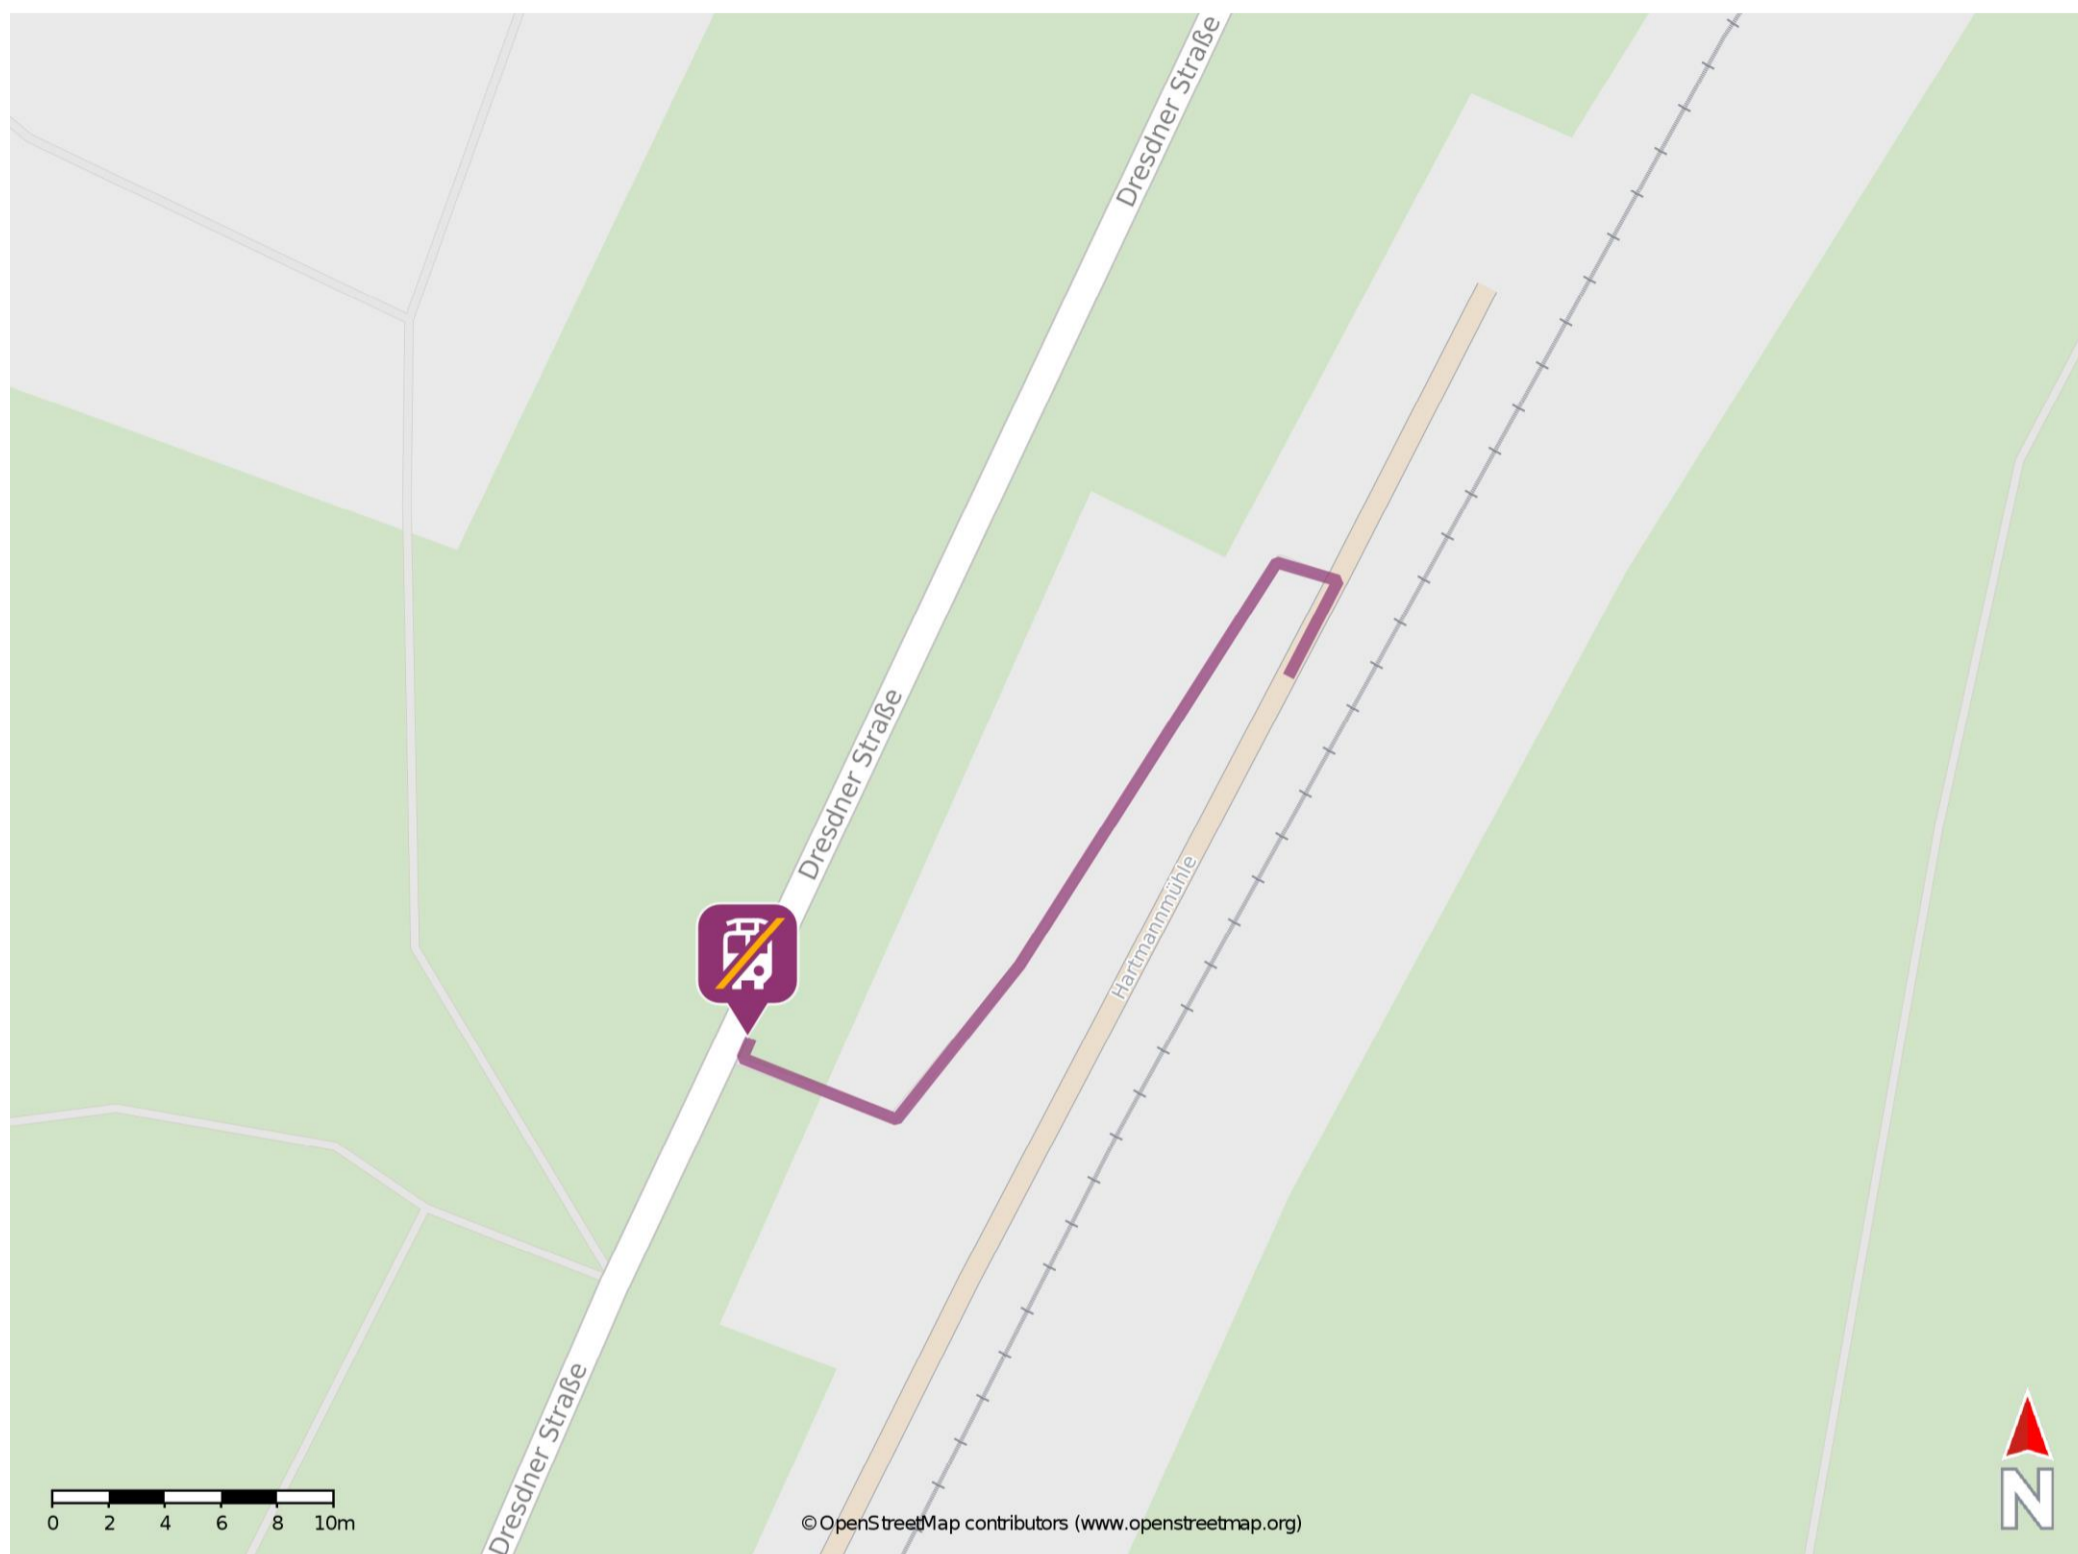 Dresdner Straße
Dresdner Straße
Hartmannmühle
Dresdner Straße
N
0 2 4 6 8 10m
© OpenStreetMap contributors (www.openstreetmap.org)